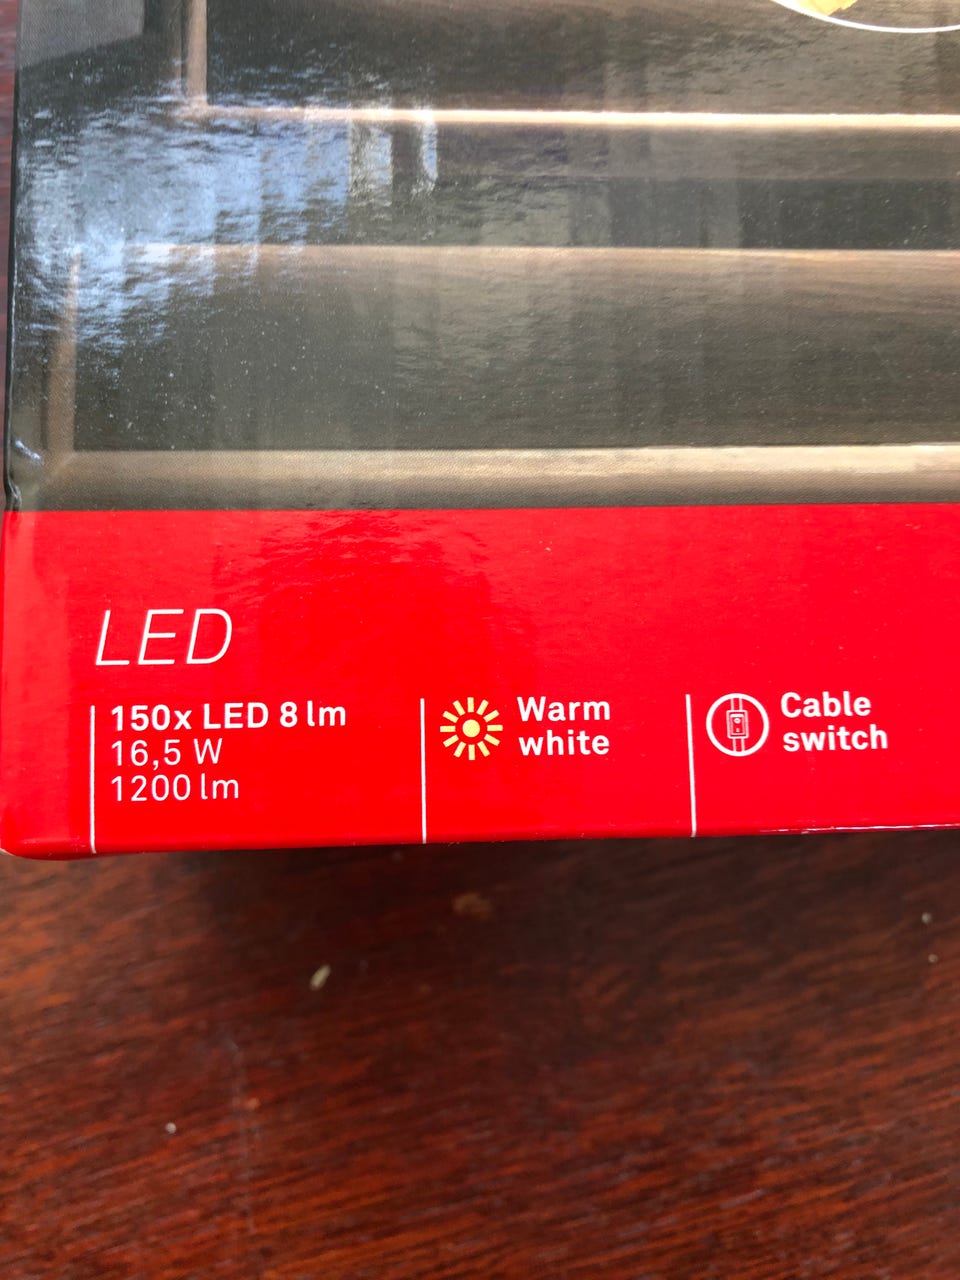 LED
150x LED 8 lm
16,5 W
1200 lm
Warm
white
Cable
switch